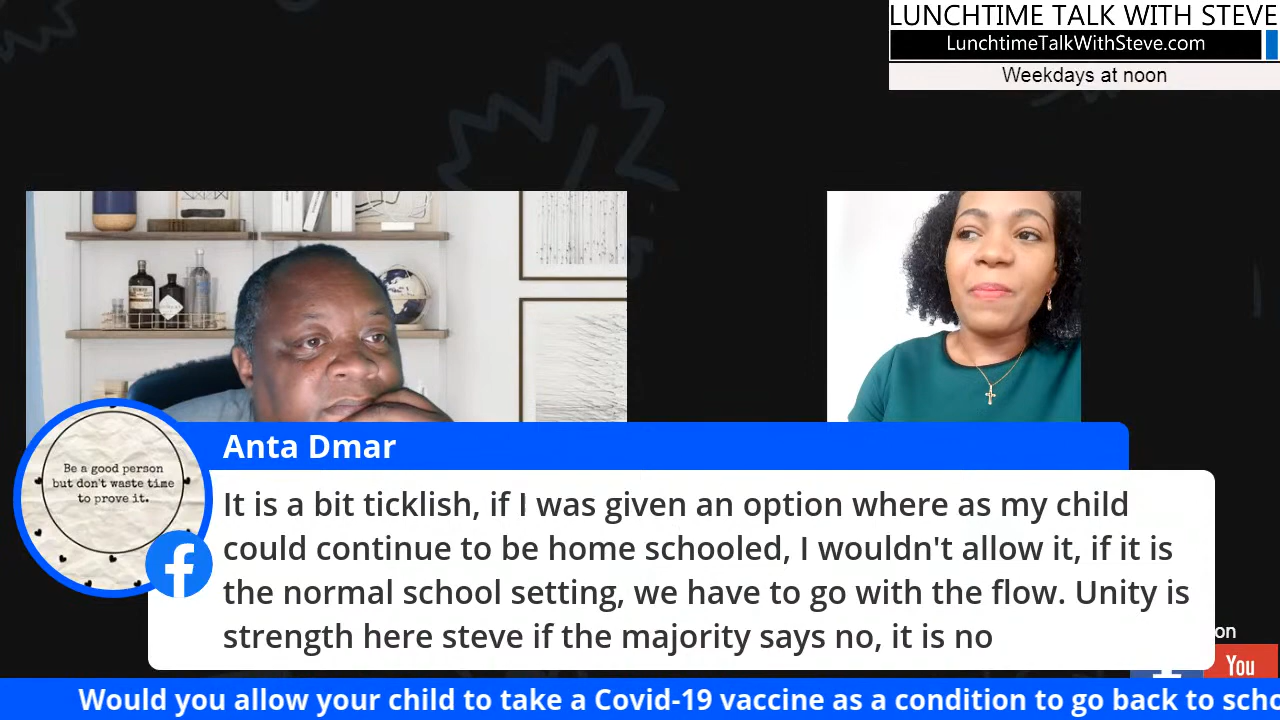 LUNCHTIME TALK WITH STEVE
LunchtimeTalkWithSteve.com
Weekdays at noon
Anta Dmar
Be a good person
but don't waste time
to prove it.
It is a bit ticklish, if I was given an option where as my child
could continue to be home schooled, I wouldn't allow it, if it is
the normal school setting, we have to go with the flow. Unity is
strength here steve if the majority says no, it is no
on
You
Would you allow your child to take a Covid-19 vaccine as a condition to go back to scho